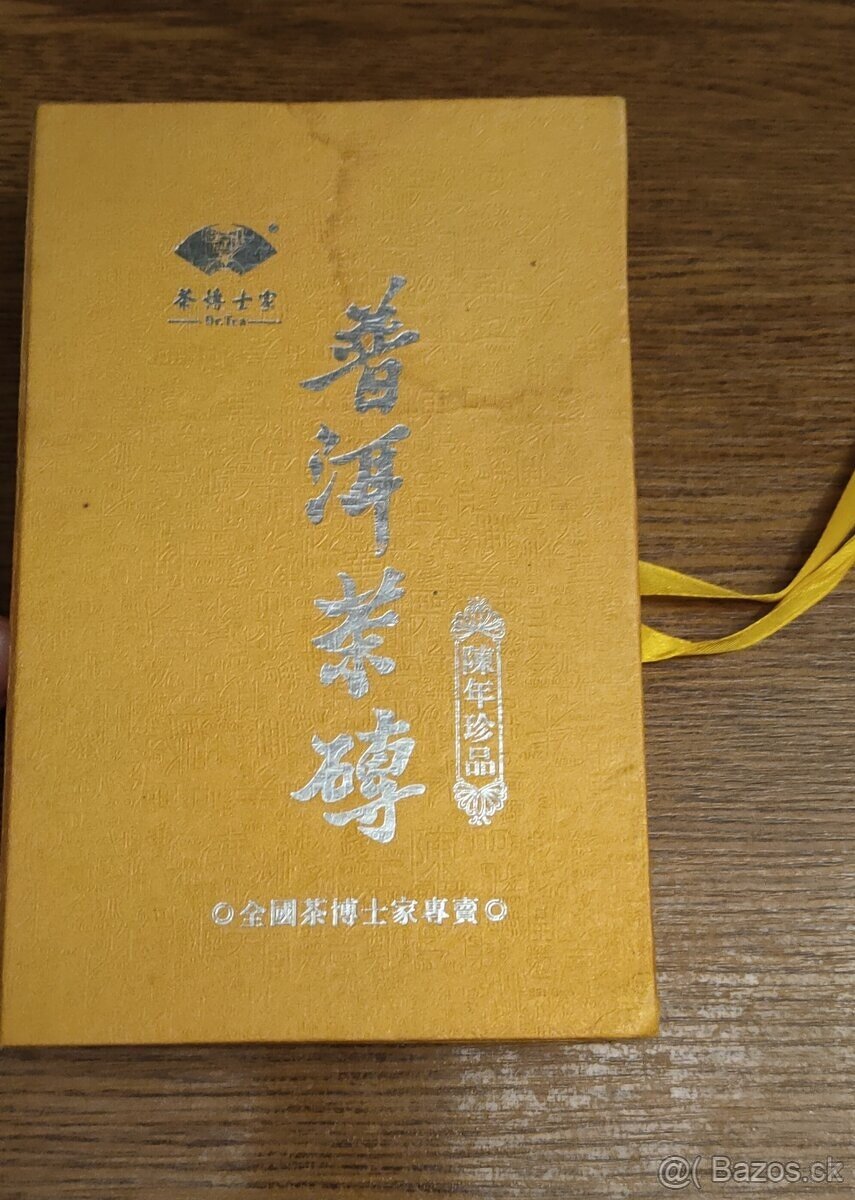 茶博士家
Dr.Tea
普洱茶磚
陳年珍品
◎全國茶博士家專賣◎
@( Bazos.sk